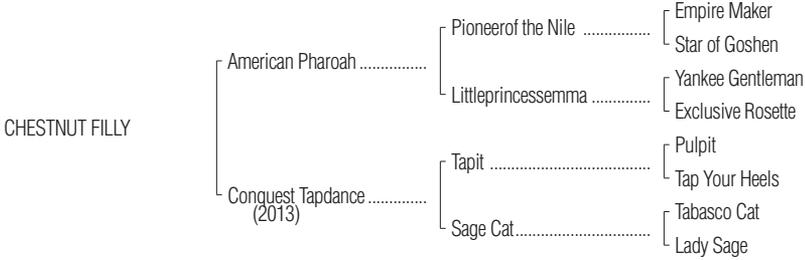 Empire Maker
Pioneerof the Nile ................
Star of Goshen
American Pharoah ...............
Yankee Gentleman
Littleprincessemma ..............
Exclusive Rosette
CHESTNUT FILLY
Pulpit
Tapit ......................................
Tap Your Heels
Conquest Tapdance ..............
(2013)
Tabasco Cat
Sage Cat................................
Lady Sage